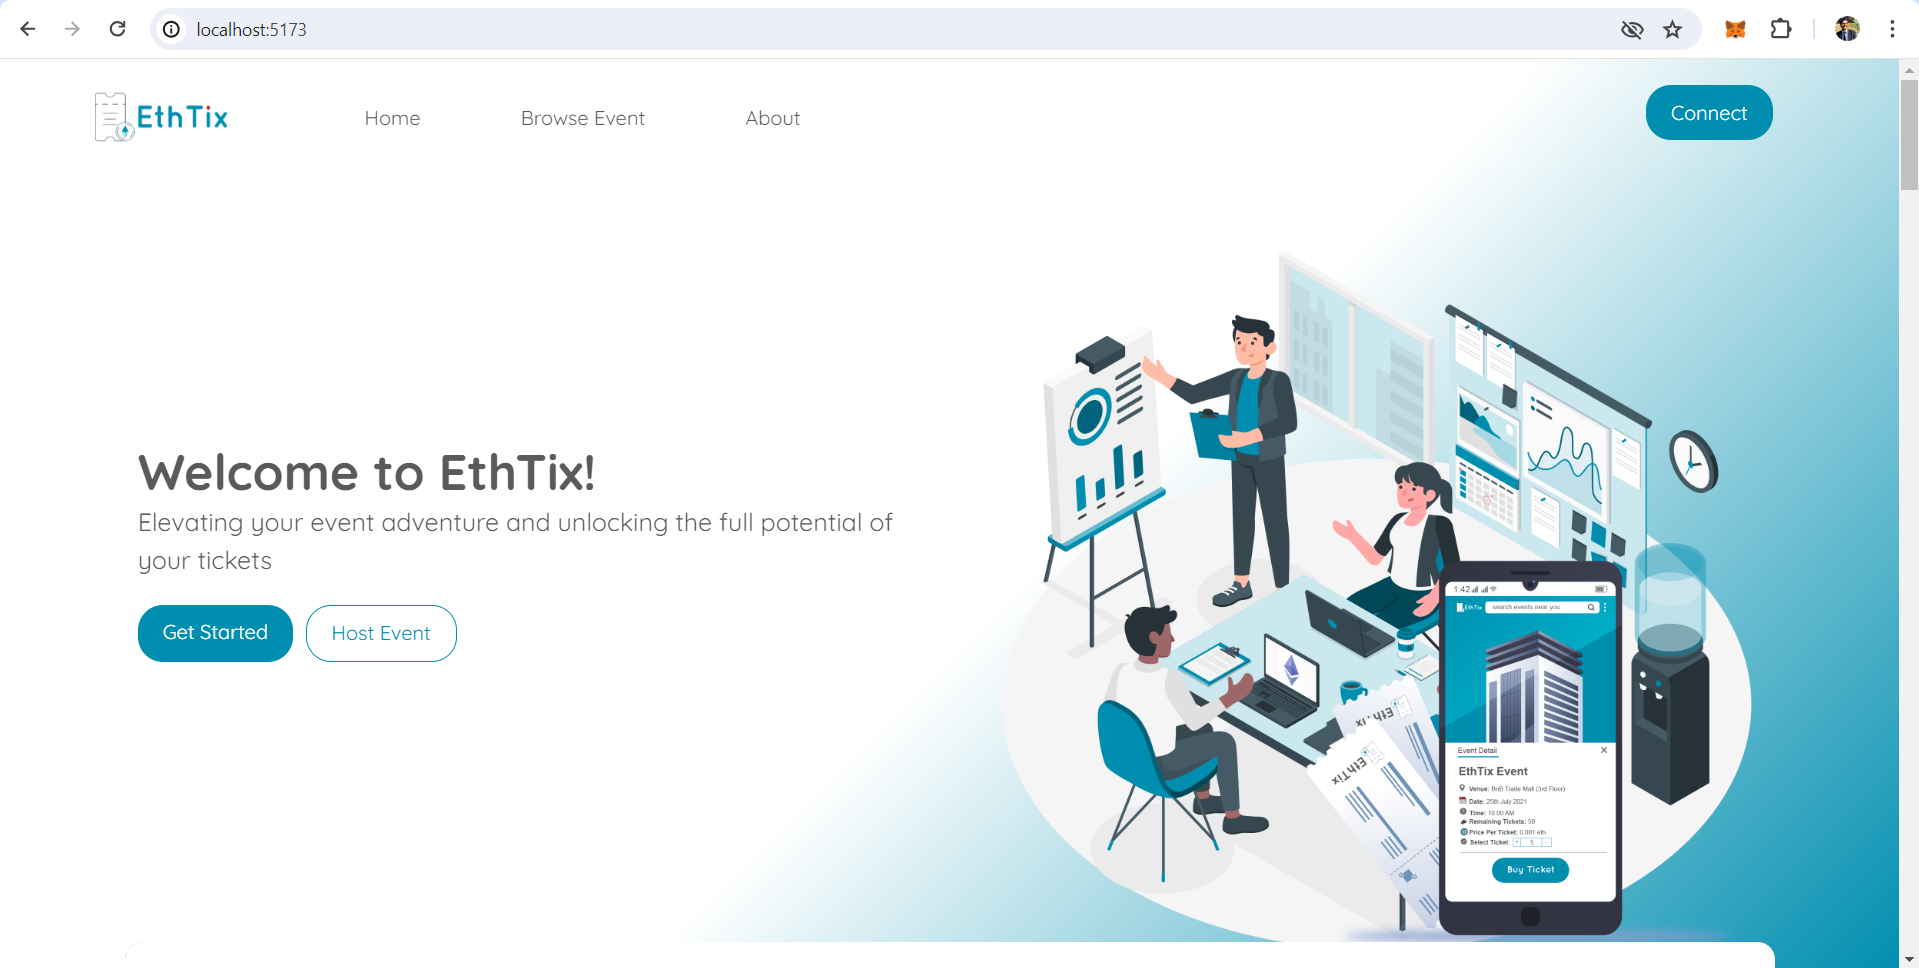 localhost:5173
EthTix
Home
Browse Event
About
Connect
Welcome to EthTix!
Elevating your event adventure and unlocking the full potential of
your tickets
Get Started
Host Event
1:42
EthTix
search events near you
EthTix
EthTix
Event Detail
EthTix Event
Venue: BnB Trade Mall (3rd Floor)
Date: 25th July 2021
Time: 10:00 AM
Remaining Tickets: 50
Price Per Ticket: 0.001 eth
Select Ticket: + 5 -
Buy Ticket